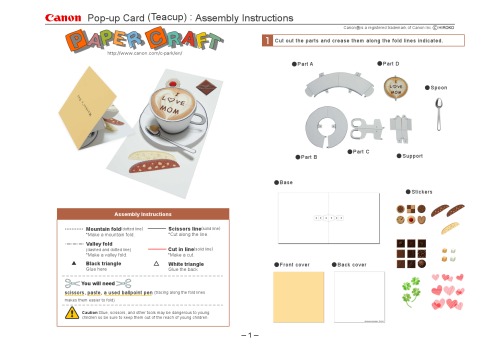 Canon Pop-up Card (Teacup) : Assembly Instructions
Canon® is a registered trademark of Canon Inc. © HIROKO
PAPER CRAFT
http://www.canon.com/c-park/en/
1 Cut out the parts and crease them along the fold lines indicated.
Part A
Part D
Spoon
I LOVE MOM
I LOVE MOM
Part B
Part C
Support
Base
Stickers
Front cover
Back cover
Assembly Instructions
Mountain fold (dotted line)
*Make a mountain fold
Scissors line (solid line)
*Cut along the line
Valley fold
(dashed and dotted line)
*Make a valley fold
Cut in line (solid line)
*Make a cut
Black triangle
Glue here
White triangle
Glue the back
You will need
scissors, paste, a used ballpoint pen (tracing along the fold lines
makes them easier to fold)
Caution Glue, scissors, and other tools may be dangerous to young
children so be sure to keep them out of the reach of young children
– 1 –